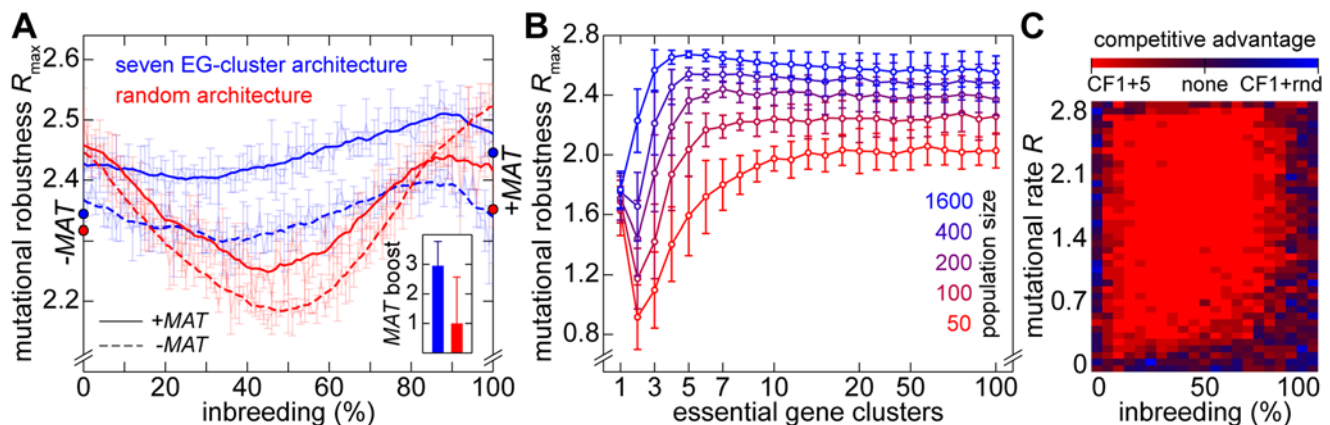 A
mutational robustness Rmax
2.6
2.5
2.4
2.3
2.2
seven EG-cluster architecture
random architecture
-MAT
+MAT
+MAT
-MAT
MAT boost
3
2
1
0 20 40 60 80 100
inbreeding (%)
B
mutational robustness Rmax
2.8
2.4
2.0
1.6
1.2
0.8
1600
400
200
100
50
population size
1 3 5 7 10 20 50 100
essential gene clusters
C
competitive advantage
CF1+5 none CF1+rnd
mutational rate R
2.8
2.1
1.4
0.7
0
0 50 100
inbreeding (%)